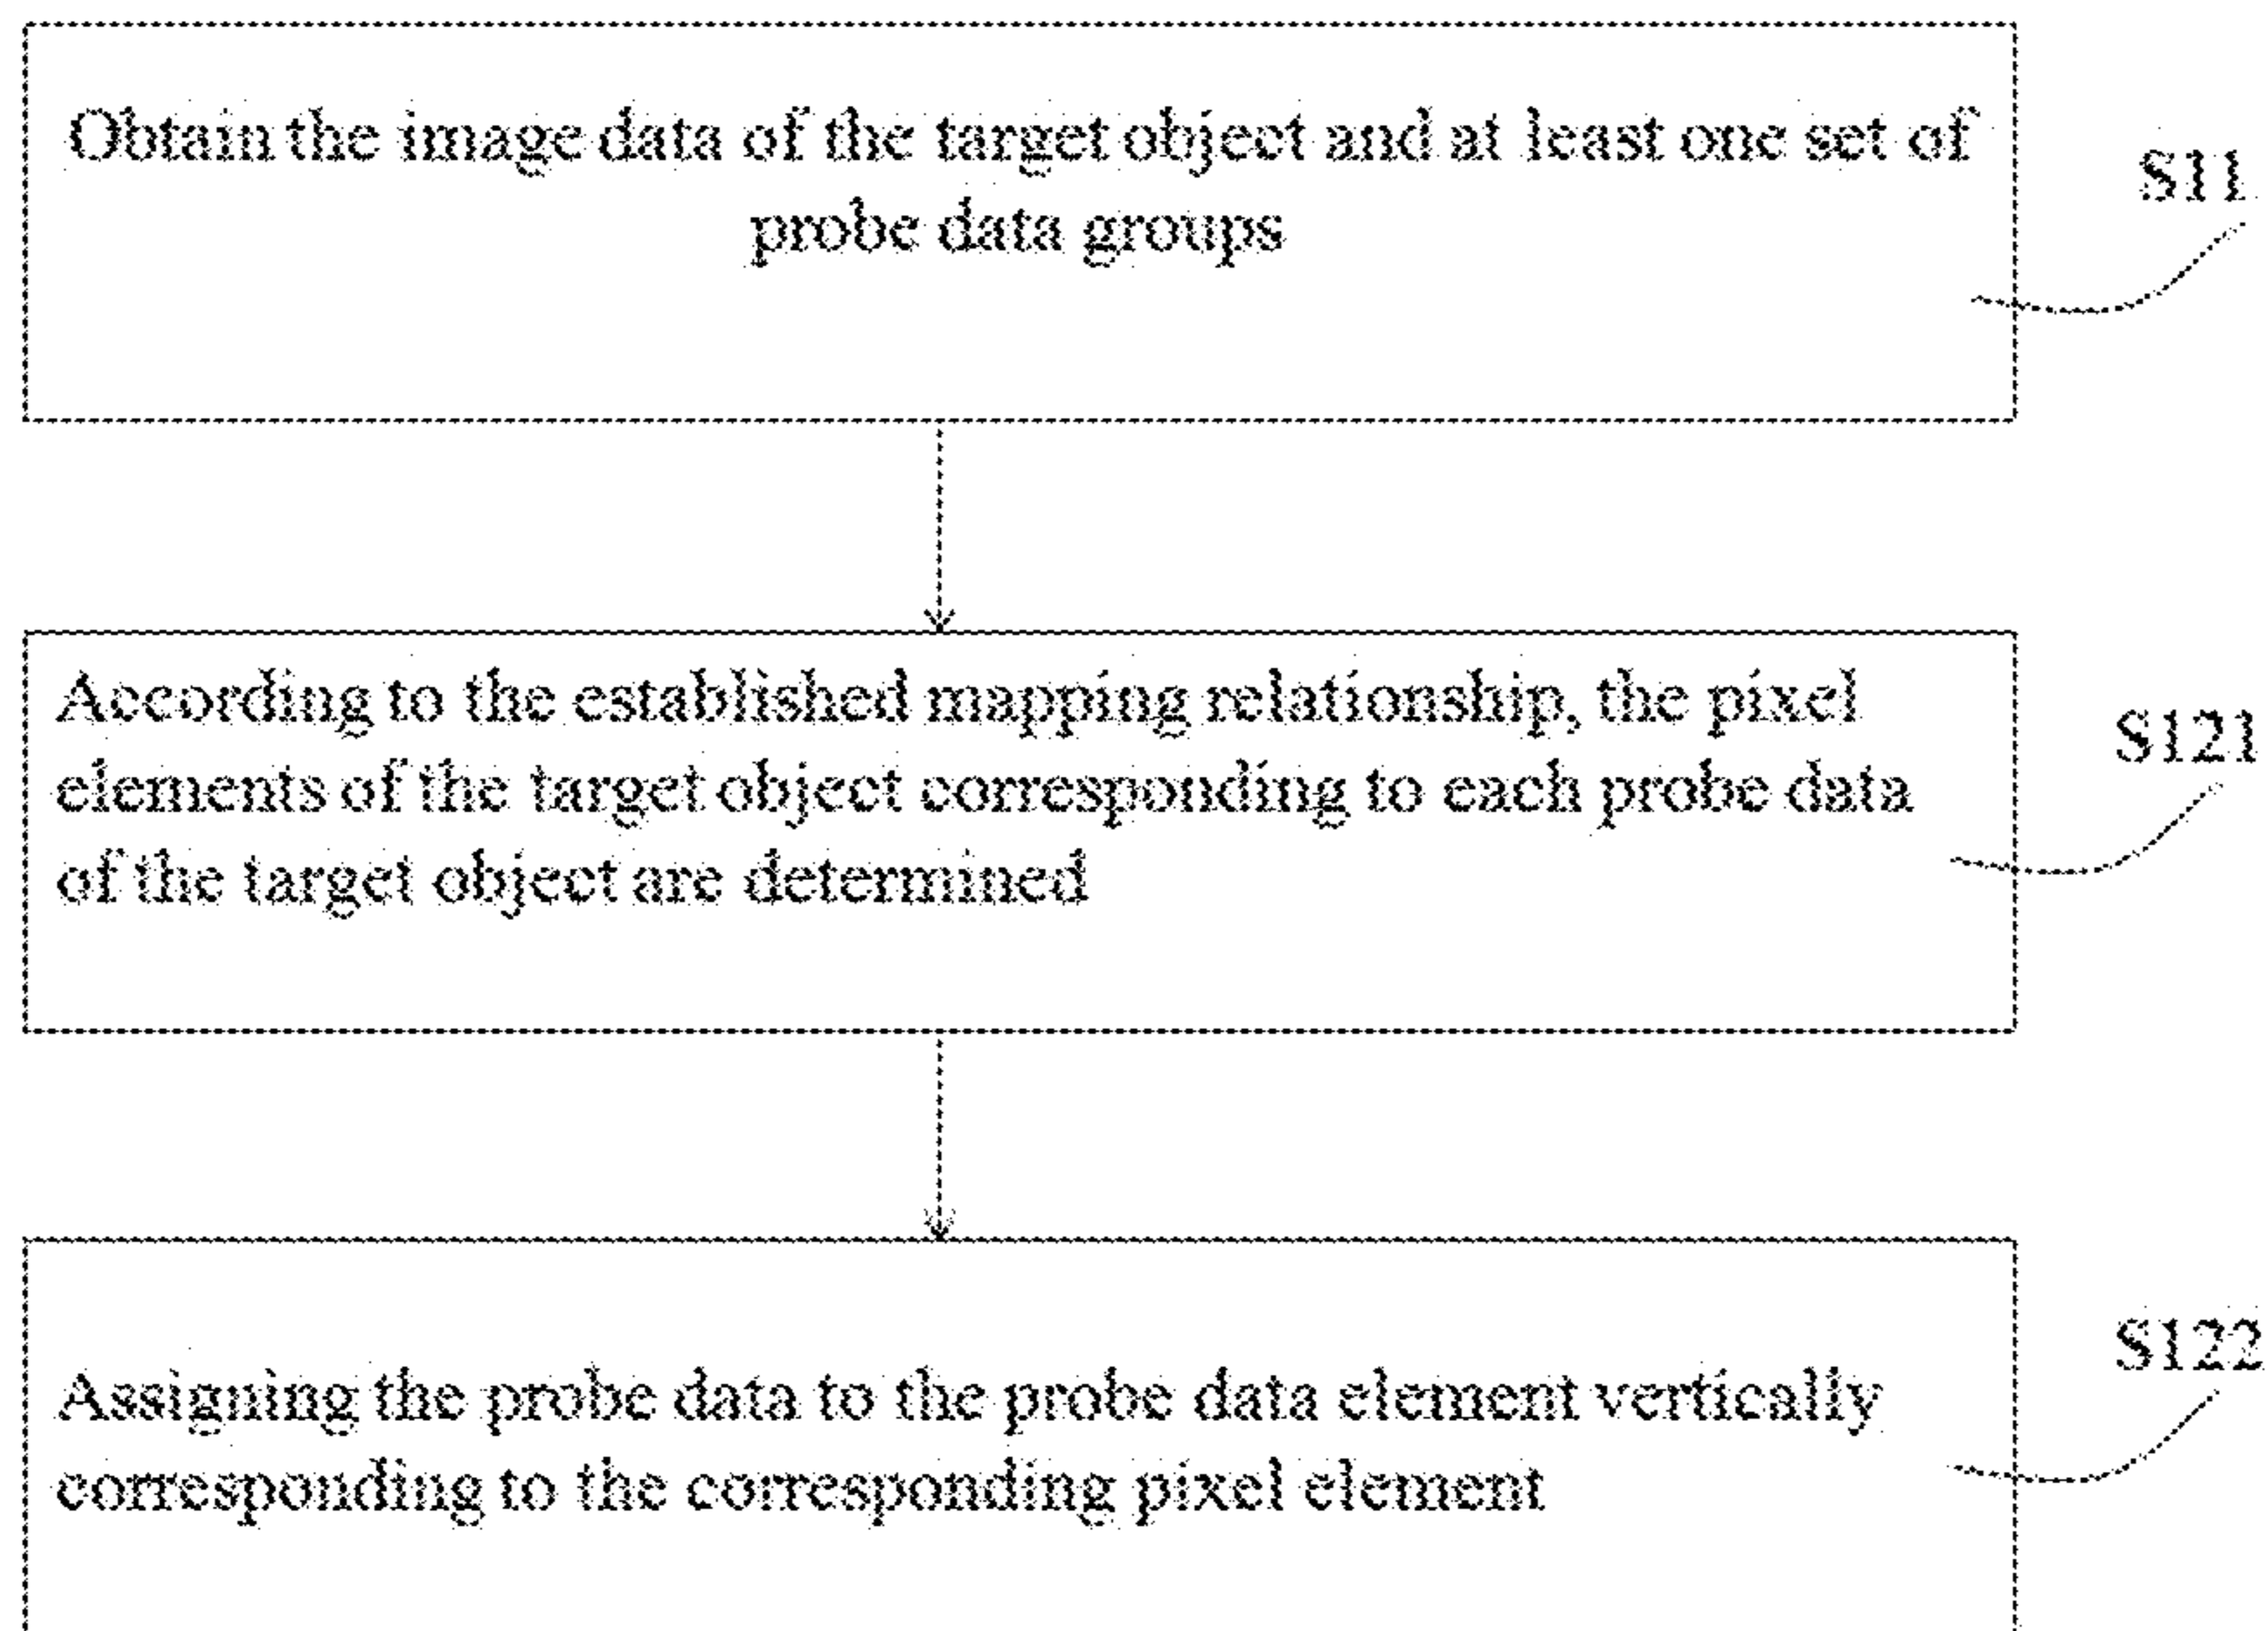 Obtain the image data of the target object and at least one set of
probe data groups
S11
According to the established mapping relationship, the pixel
elements of the target object corresponding to each probe data
of the target object are determined
S121
Assigning the probe data to the probe data element vertically
corresponding to the corresponding pixel element
S122